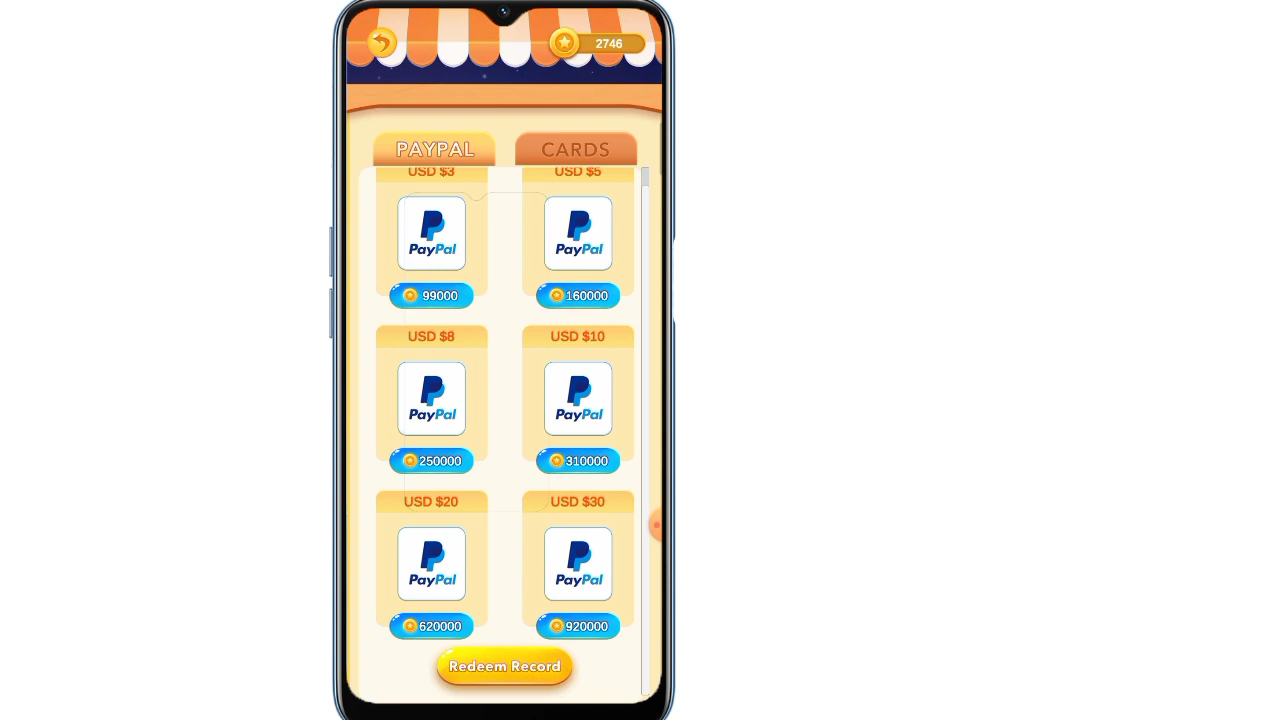 2746
PAYPAL CARDS
USD $3 USD $5
PayPal PayPal
99000 160000
USD $8 USD $10
PayPal PayPal
250000 310000
USD $20 USD $30
PayPal PayPal
620000 920000
Redeem Record